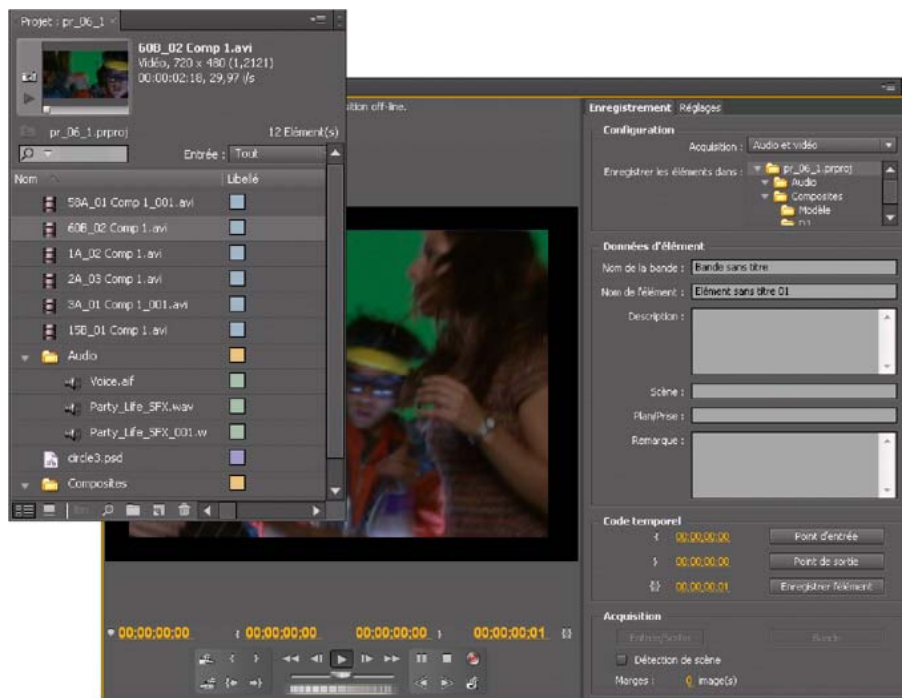 Projet : pr_06_1 ×
60B_02 Comp 1.avi
Vidéo, 720 x 480 (1,2121)
00:00:02:18, 29,97 i/s
pr_06_1.prproj
12 Elément(s)
Entrée : Tout
Nom Libellé
58A_01 Comp 1_001.avi
60B_02 Comp 1.avi
1A_02 Comp 1.avi
2A_03 Comp 1.avi
3A_01 Comp 1_001.avi
15B_01 Comp 1.avi
Audio
Voice.aif
Party_Life_SFX.wav
Party_Life_SFX_001.w
circle3.psd
Composites
sition off-line.
00;00;00;00 { 00;00;00;00 00;00;00;00 } 00;00;00;01 {}
Enregistrement Réglages
Configuration
Acquisition : Audio et vidéo
Enregistrer les éléments dans : pr_06_1.prproj
Audio
Composites
Modèle
Données d'élément
Nom de la bande : Bande sans titre
Nom de l'élément : Elément sans titre 01
Description :
Scène :
Plan/Prise :
Remarque :
Code temporel
{ 00;00;00;00 Point d'entrée
} 00;00;00;00 Point de sortie
{} 00;00;00;01 Enregistrer l'élément
Acquisition
Entrée/Sortie Bande
Détection de scène
Marges : 0 image(s)